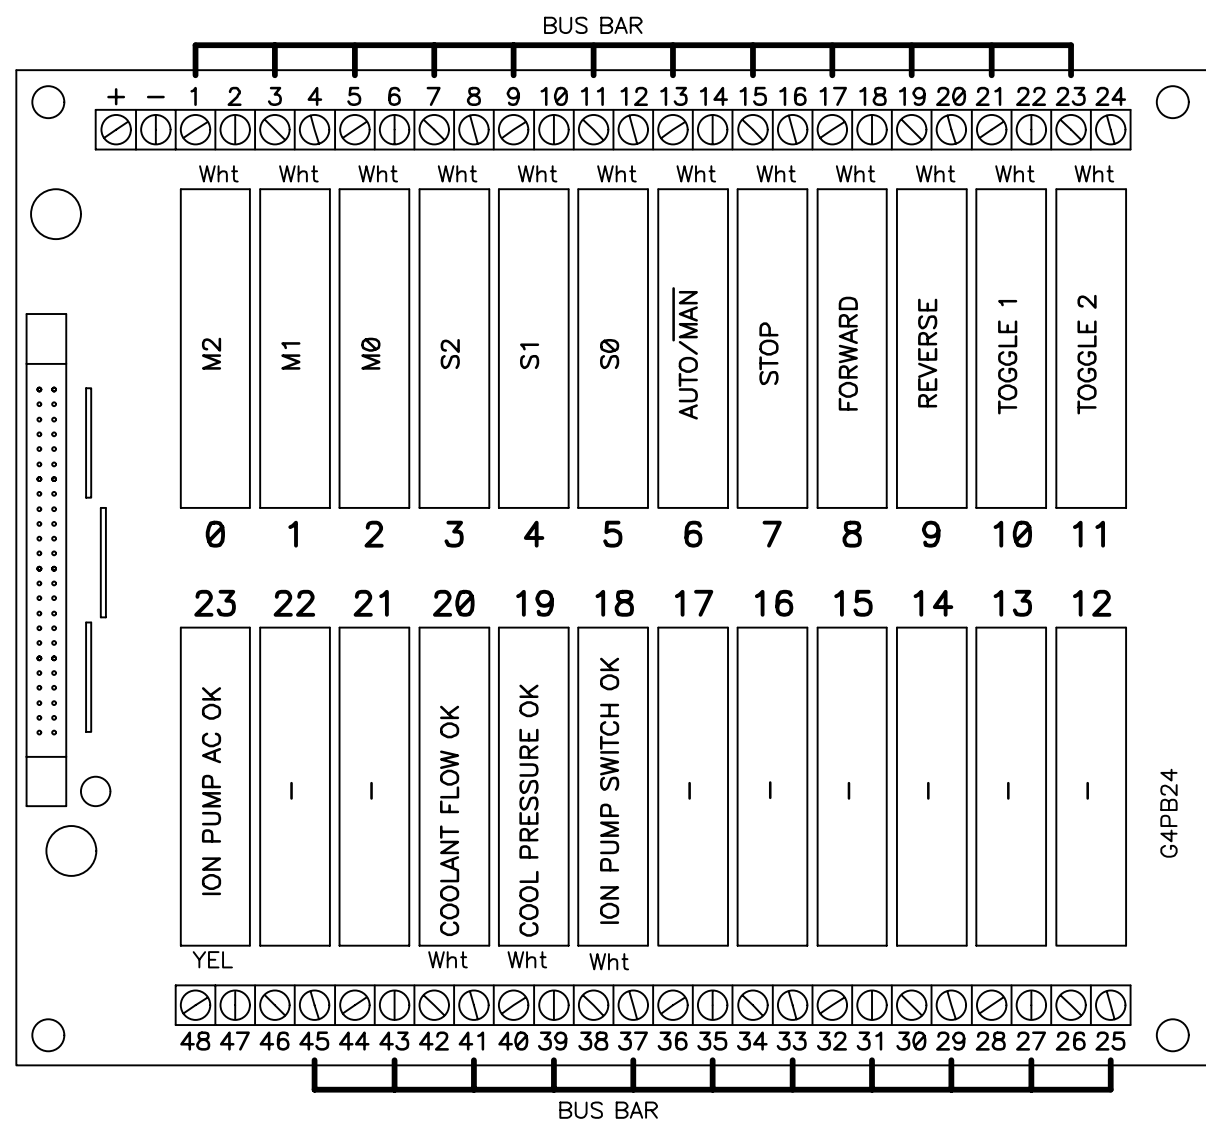 BUS BAR
+ − 1 2 3 4 5 6 7 8 9 10 11 12 13 14 15 16 17 18 19 20 21 22 23 24
Wht Wht Wht Wht Wht Wht Wht Wht Wht Wht Wht Wht
M2
M1
M0
S2
S1
S0
AUTO/M̅A̅N̅
STOP
FORWARD
REVERSE
TOGGLE 1
TOGGLE 2
0 1 2 3 4 5 6 7 8 9 10 11
23 22 21 20 19 18 17 16 15 14 13 12
ION PUMP AC OK
–
–
COOLANT FLOW OK
COOL PRESSURE OK
ION PUMP SWITCH OK
–
–
–
–
–
–
G4PB24
YEL Wht Wht Wht
48 47 46 45 44 43 42 41 40 39 38 37 36 35 34 33 32 31 30 29 28 27 26 25
BUS BAR